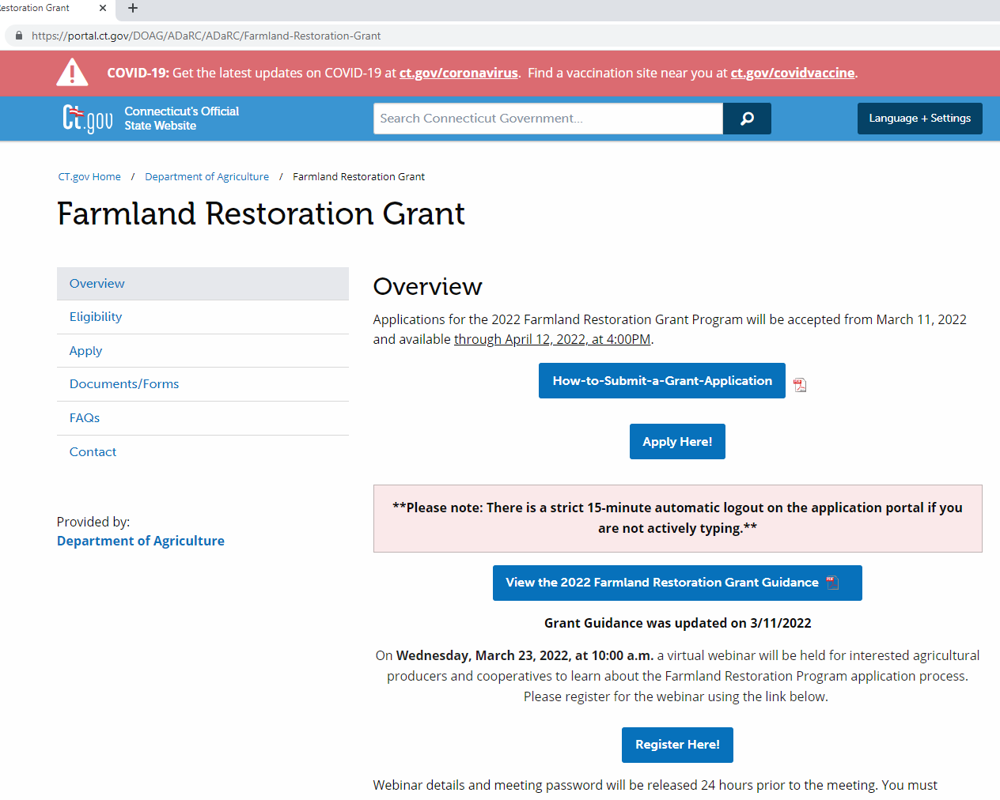 estoration Grant
https://portal.ct.gov/DOAG/ADaRC/ADaRC/Farmland-Restoration-Grant
COVID-19: Get the latest updates on COVID-19 at ct.gov/coronavirus. Find a vaccination site near you at ct.gov/covidvaccine.
Ct.gov
Connecticut's Official
State Website
Search Connecticut Government...
Language + Settings
CT.gov Home / Department of Agriculture / Farmland Restoration Grant
Farmland Restoration Grant
Overview
Eligibility
Apply
Documents/Forms
FAQs
Contact
Provided by:
Department of Agriculture
Overview
Applications for the 2022 Farmland Restoration Grant Program will be accepted from March 11, 2022
and available through April 12, 2022, at 4:00PM.
How-to-Submit-a-Grant-Application
Apply Here!
**Please note: There is a strict 15-minute automatic logout on the application portal if you
are not actively typing.**
View the 2022 Farmland Restoration Grant Guidance
Grant Guidance was updated on 3/11/2022
On Wednesday, March 23, 2022, at 10:00 a.m. a virtual webinar will be held for interested agricultural
producers and cooperatives to learn about the Farmland Restoration Program application process.
Please register for the webinar using the link below.
Register Here!
Webinar details and meeting password will be released 24 hours prior to the meeting. You must